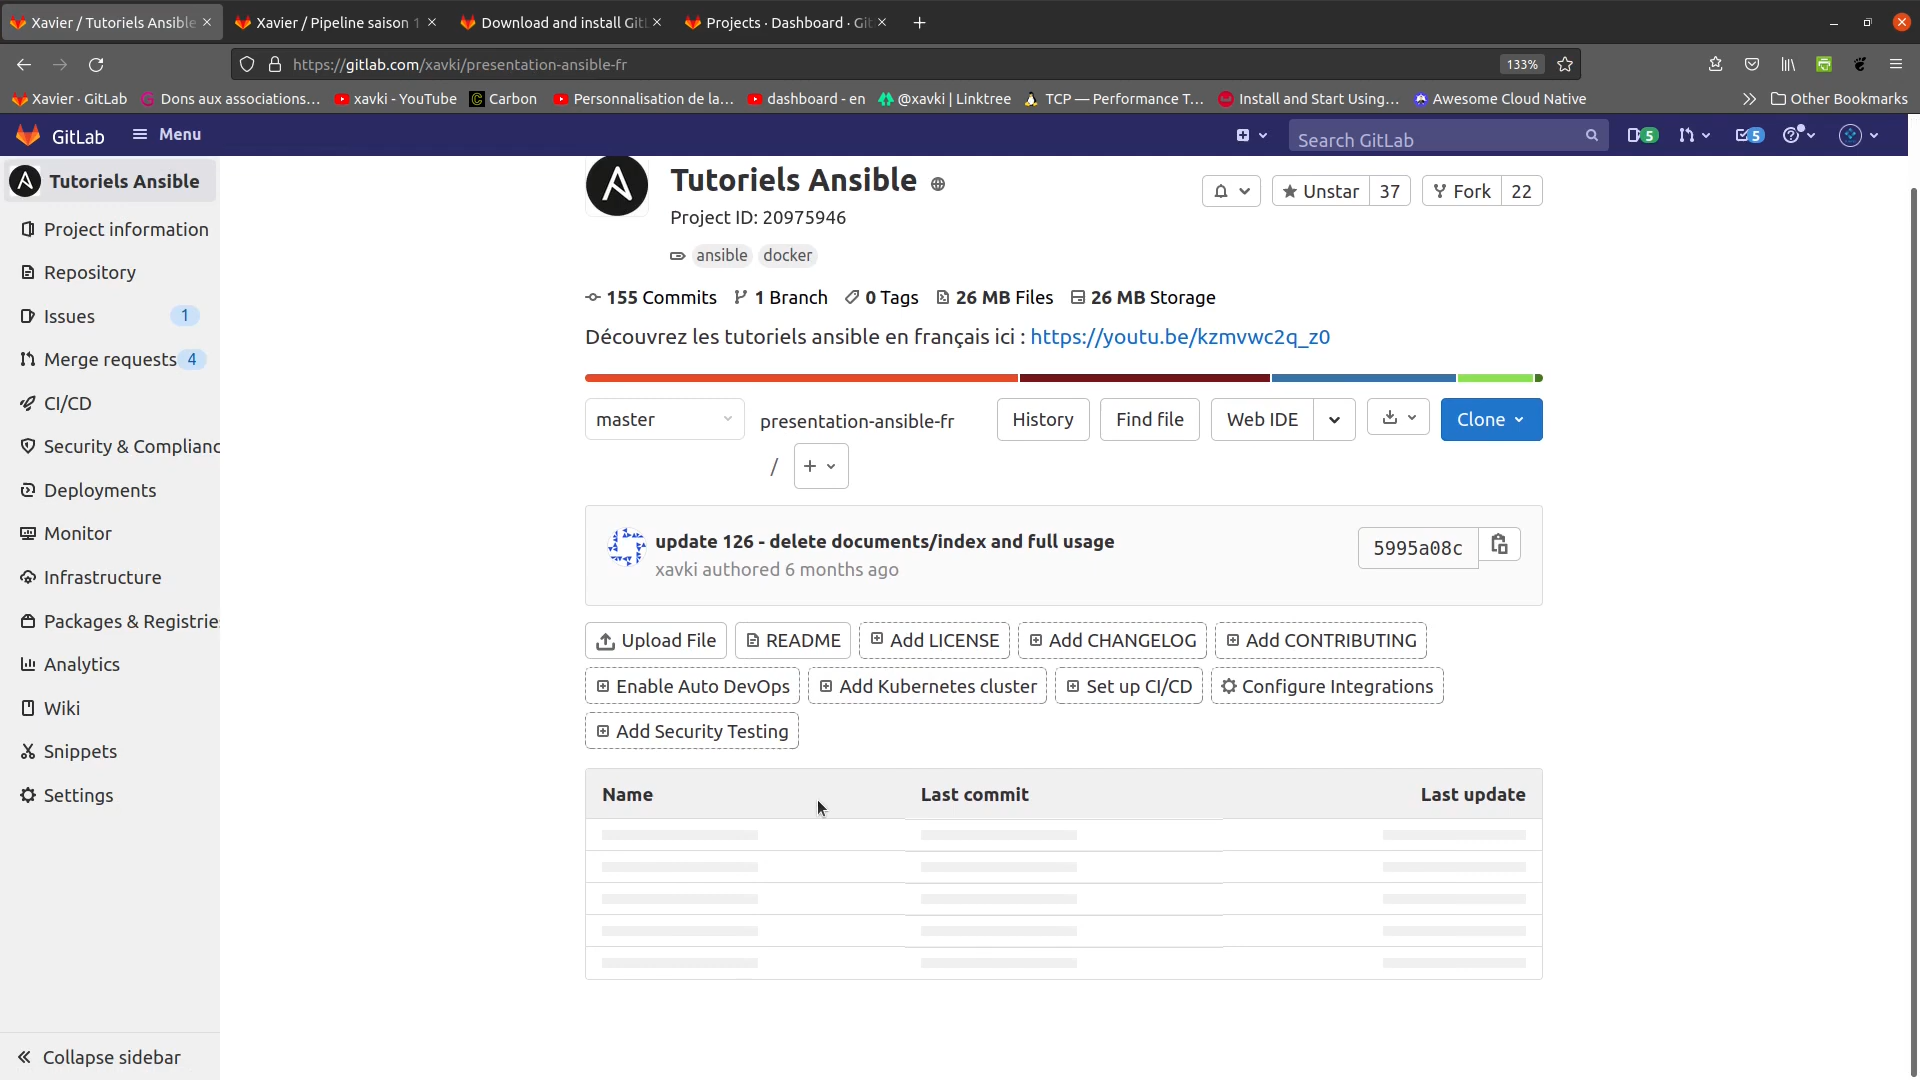 Xavier / Tutoriels Ansible
Xavier / Pipeline saison 1
Download and install Git
Projects · Dashboard · Git
https://gitlab.com/xavki/presentation-ansible-fr
133%
Xavier · GitLab
Dons aux associations…
xavki - YouTube
Carbon
Personnalisation de la…
dashboard - en
@xavki | Linktree
TCP — Performance T…
Install and Start Using…
Awesome Cloud Native
Other Bookmarks
GitLab
Menu
Search GitLab
5
5
Tutoriels Ansible
Project information
Repository
Issues 1
Merge requests 4
CI/CD
Security & Complianc
Deployments
Monitor
Infrastructure
Packages & Registrie
Analytics
Wiki
Snippets
Settings
Collapse sidebar
Tutoriels Ansible
Project ID: 20975946
Unstar 37
Fork 22
ansible docker
155 Commits 1 Branch 0 Tags 26 MB Files 26 MB Storage
Découvrez les tutoriels ansible en français ici : https://youtu.be/kzmvwc2q_z0
master
presentation-ansible-fr
/ +
History
Find file
Web IDE
Clone
update 126 - delete documents/index and full usage
xavki authored 6 months ago
5995a08c
Upload File README Add LICENSE Add CHANGELOG Add CONTRIBUTING
Enable Auto DevOps Add Kubernetes cluster Set up CI/CD Configure Integrations
Add Security Testing
Name Last commit Last update